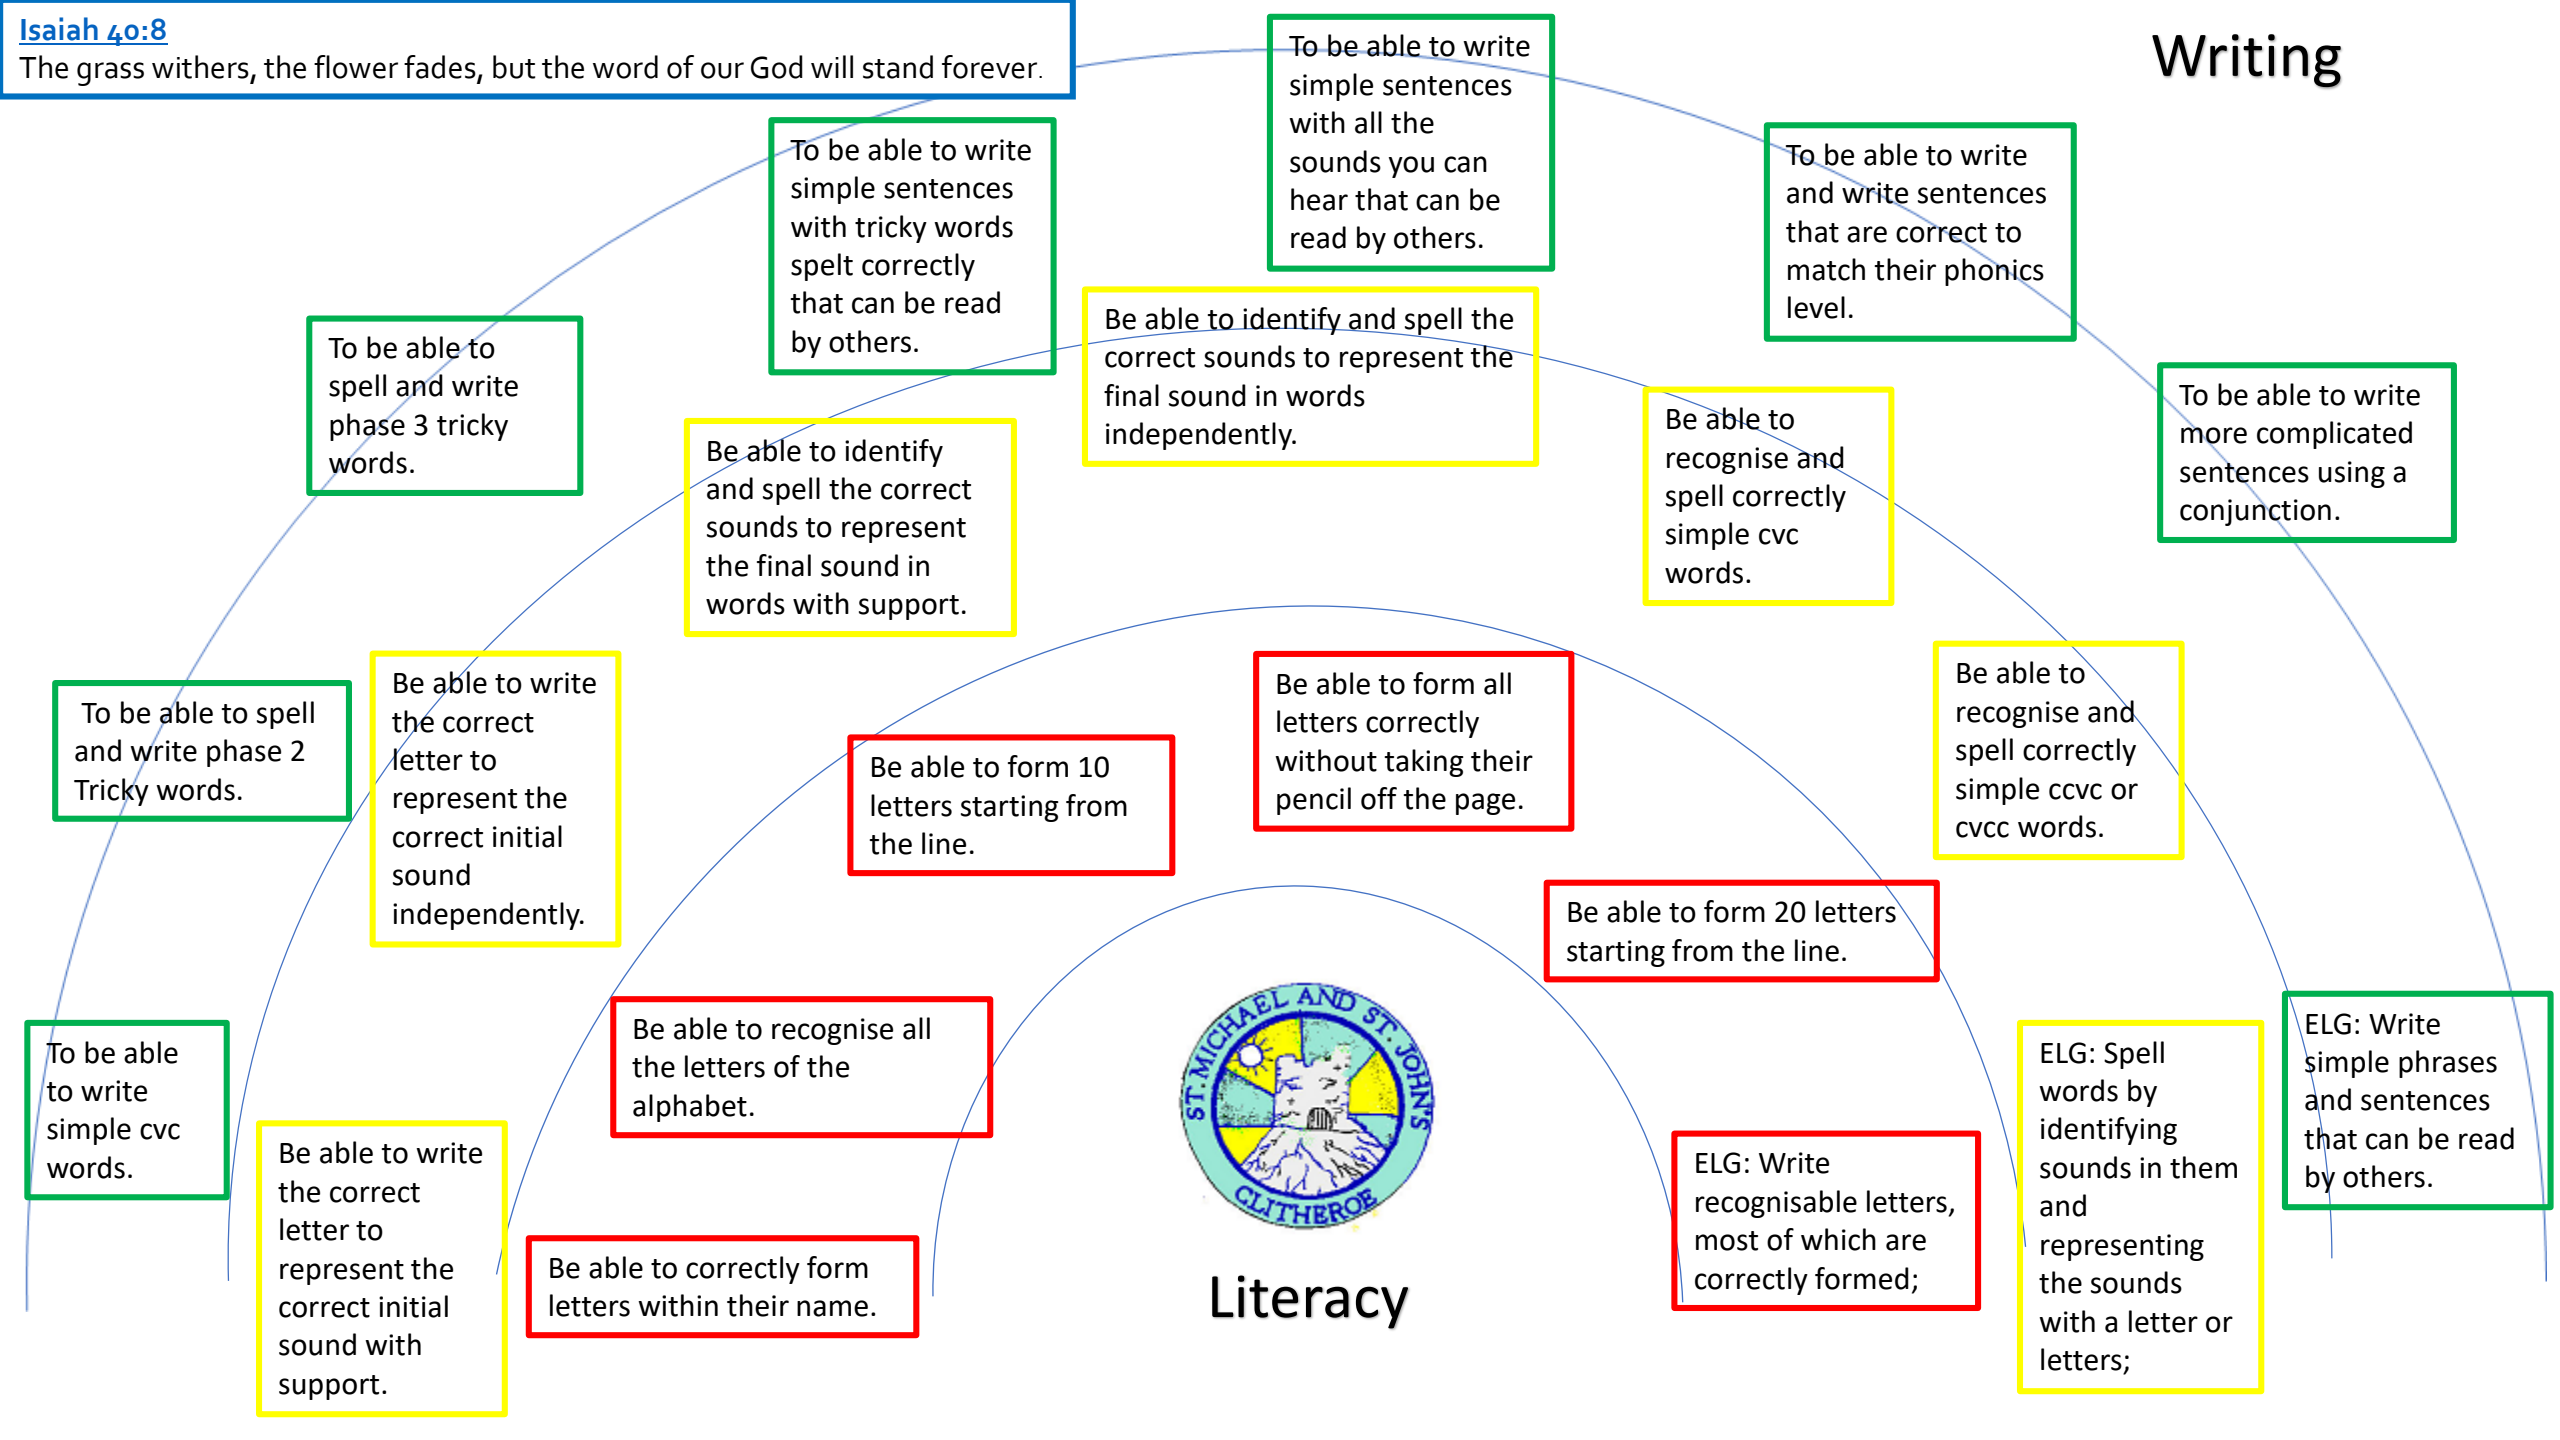 Isaiah 40:8
The grass withers, the flower fades, but the word of our God will stand forever.
Writing
To be able
to write
simple cvc
words.
To be able to spell
and write phase 2
Tricky words.
To be able to
spell and write
phase 3 tricky
words.
To be able to write
simple sentences
with tricky words
spelt correctly
that can be read
by others.
To be able to write
simple sentences
with all the
sounds you can
hear that can be
read by others.
To be able to write
and write sentences
that are correct to
match their phonics
level.
To be able to write
more complicated
sentences using a
conjunction.
ELG: Write
simple phrases
and sentences
that can be read
by others.
Be able to write
the correct
letter to
represent the
correct initial
sound with
support.
Be able to write
the correct
letter to
represent the
correct initial
sound
independently.
Be able to identify
and spell the correct
sounds to represent
the final sound in
words with support.
Be able to identify and spell the
correct sounds to represent the
final sound in words
independently.
Be able to
recognise and
spell correctly
simple cvc
words.
Be able to
recognise and
spell correctly
simple ccvc or
cvcc words.
ELG: Spell
words by
identifying
sounds in them
and
representing
the sounds
with a letter or
letters;
Be able to correctly form
letters within their name.
Be able to recognise all
the letters of the
alphabet.
Be able to form 10
letters starting from
the line.
Be able to form all
letters correctly
without taking their
pencil off the page.
Be able to form 20 letters
starting from the line.
ELG: Write
recognisable letters,
most of which are
correctly formed;
ST. MICHAEL AND ST. JOHN'S
CLITHEROE
Literacy